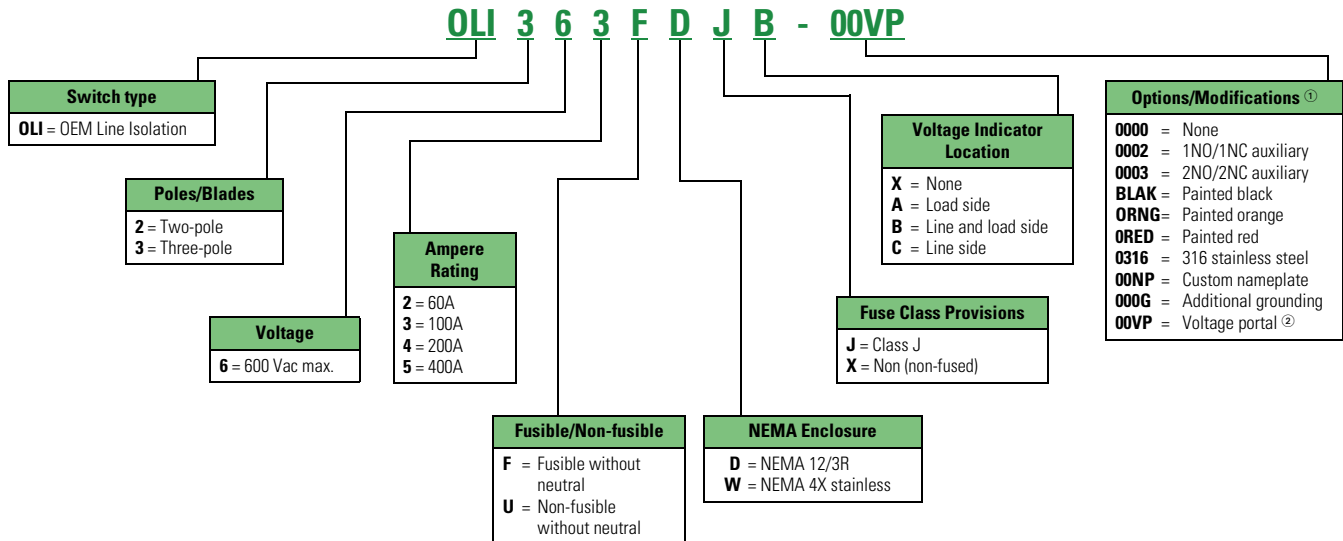 OLI 3 6 3 F D J B - 00VP
Switch type
OLI = OEM Line Isolation
Poles/Blades
2 = Two-pole
3 = Three-pole
Voltage
6 = 600 Vac max.
Ampere
Rating
2 = 60A
3 = 100A
4 = 200A
5 = 400A
Fusible/Non-fusible
F = Fusible without
neutral
U = Non-fusible
without neutral
NEMA Enclosure
D = NEMA 12/3R
W = NEMA 4X stainless
Fuse Class Provisions
J = Class J
X = Non (non-fused)
Voltage Indicator
Location
X = None
A = Load side
B = Line and load side
C = Line side
Options/Modifications ①
0000 = None
0002 = 1NO/1NC auxiliary
0003 = 2NO/2NC auxiliary
BLAK = Painted black
ORNG= Painted orange
0RED = Painted red
0316 = 316 stainless steel
00NP = Custom nameplate
000G = Additional grounding
00VP = Voltage portal ②